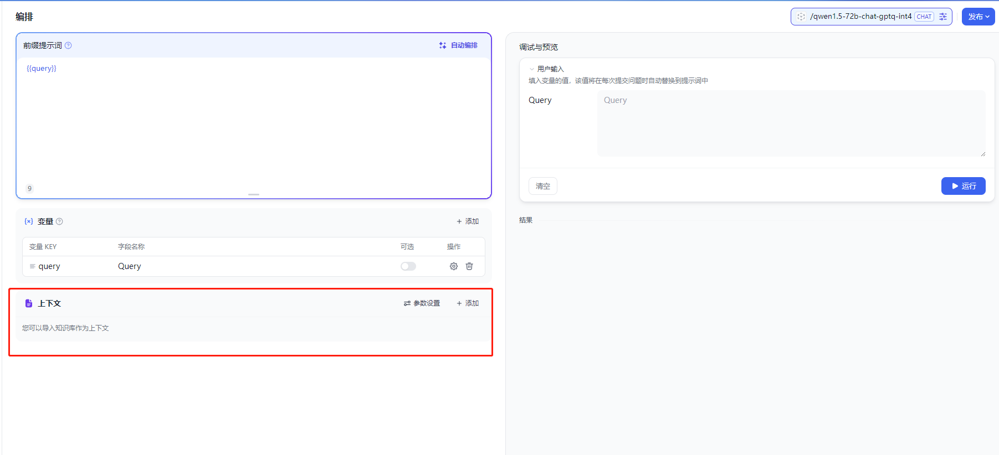 编排
/qwen1.5-72b-chat-gptq-int4 CHAT
发布
前缀提示词
自动编排
{{query}}
9
变量
+ 添加
变量 KEY 字段名称 可选 操作
query Query
上下文
参数设置
+ 添加
您可以导入知识库作为上下文
调试与预览
用户输入
填入变量的值，该值将在每次提交问题时自动替换到提示词中
Query
Query
清空
运行
结果